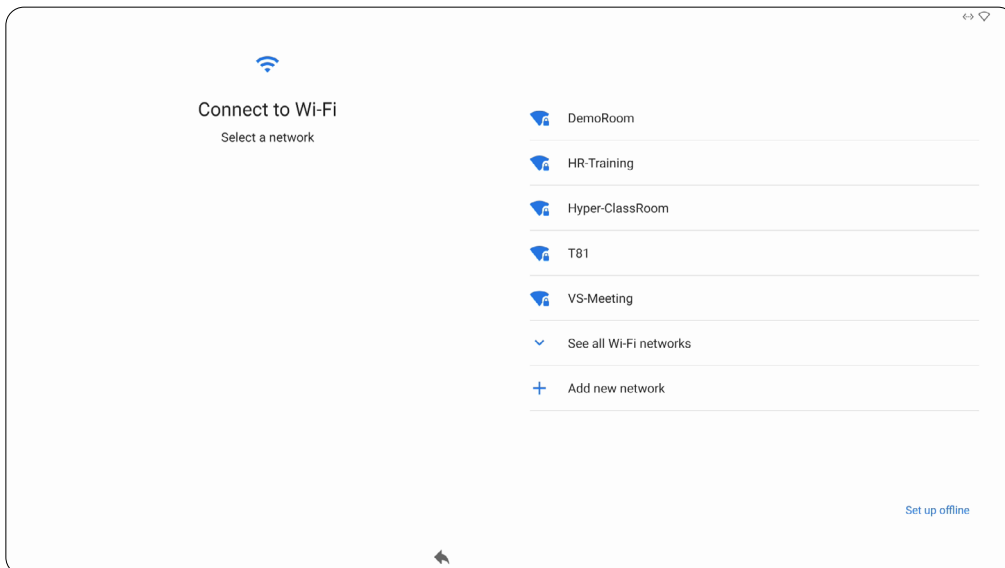 Connect to Wi-Fi
Select a network
DemoRoom
HR-Training
Hyper-ClassRoom
T81
VS-Meeting
See all Wi-Fi networks
Add new network
Set up offline